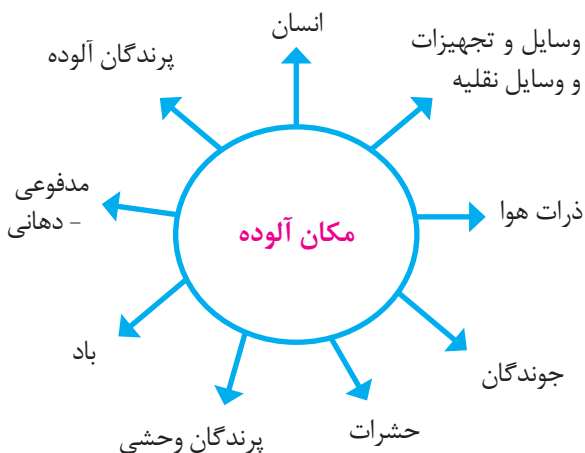 انسان
وسایل و تجهیزات
و وسایل نقلیه
ذرات هوا
جوندگان
حشرات
پرندگان وحشی
باد
مدفوعی
- دهانی
پرندگان آلوده
مکان آلوده